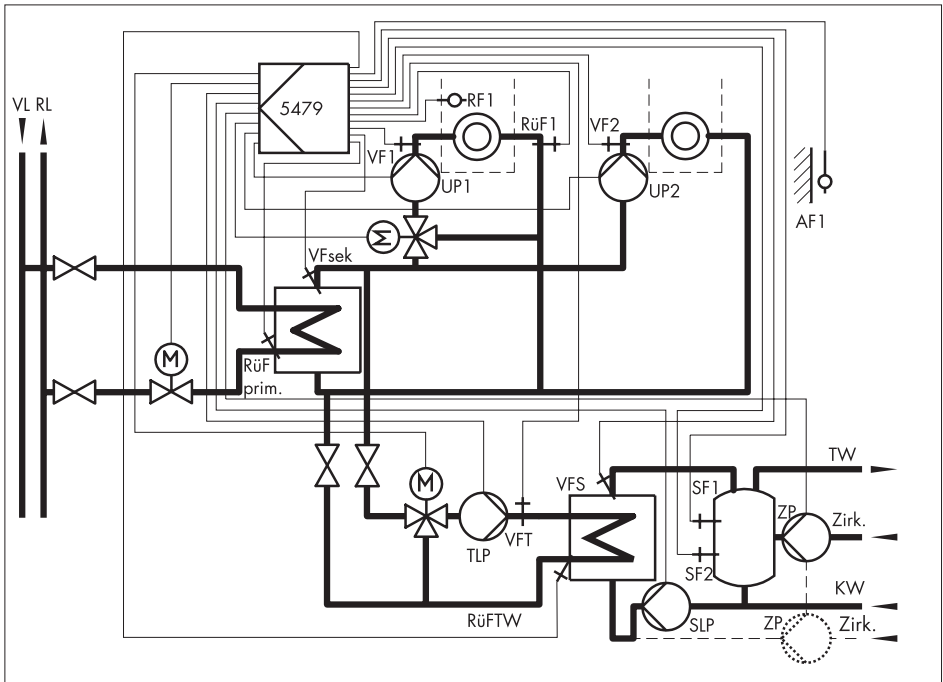 5479
VL RL
RF1
RüF1
VF2
VF1
UP1
UP2
AF1
M
VFsek
RüF
prim.
M
M
VFS
SF1
TW
ZP
Zirk.
TLP
VFT
SF2
KW
RüFTW
SLP
ZP
Zirk.